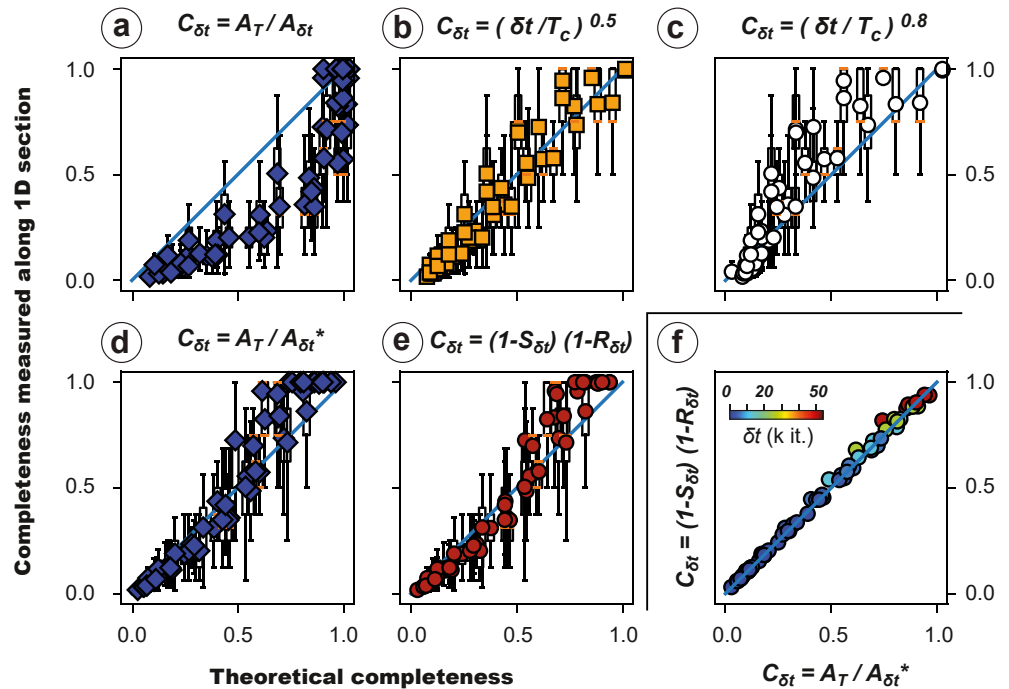 a
C_δt = A_T / A_δt
b
C_δt = ( δt /T_c ) ^0.5
c
C_δt = ( δt / T_c ) ^0.8
1.0
0.5
0.0
1.0
0.5
0.0
d
C_δt = A_T / A_δt*
e
C_δt = (1-S_δt) (1-R_δt)
f
1.0
0.5
0.0
0 20 50
δt (k it.)
1.0
0.5
0.0
C_δt = (1-S_δt) (1-R_δt)
0.0 0.5 1.0
0.0 0.5 1.0
0.0 0.5 1.0
Completeness measured along 1D section
Theoretical completeness
C_δt = A_T / A_δt*